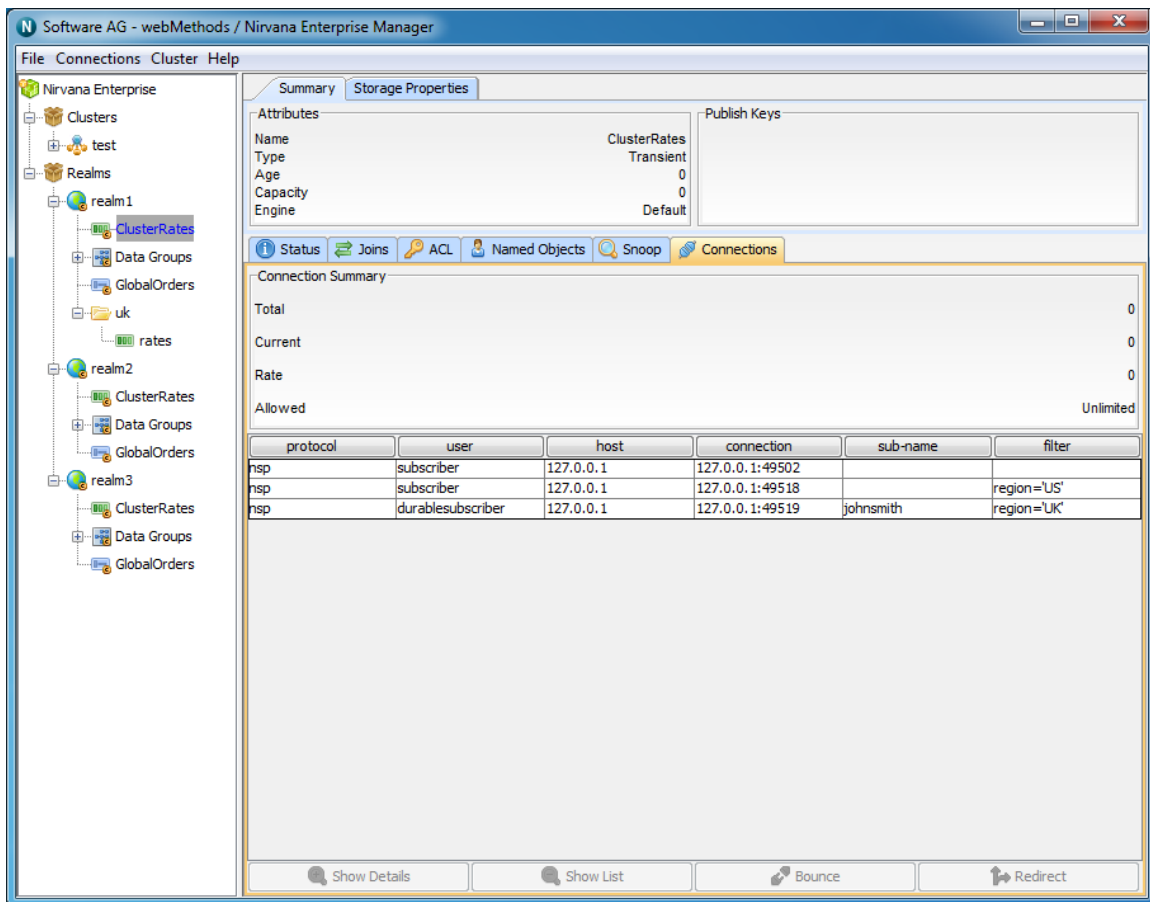 Software AG - webMethods / Nirvana Enterprise Manager
File Connections Cluster Help
Nirvana Enterprise
Clusters
test
Realms
realm1
ClusterRates
Data Groups
GlobalOrders
uk
rates
realm2
ClusterRates
Data Groups
GlobalOrders
realm3
ClusterRates
Data Groups
GlobalOrders
Summary Storage Properties
Attributes
Name ClusterRates
Type Transient
Age 0
Capacity 0
Engine Default
Publish Keys
Status Joins ACL Named Objects Snoop Connections
Connection Summary
Total 0
Current 0
Rate 0
Allowed Unlimited
protocol user host connection sub-name filter
nsp subscriber 127.0.0.1 127.0.0.1:49502
nsp subscriber 127.0.0.1 127.0.0.1:49518 region='US'
nsp durablesubscriber 127.0.0.1 127.0.0.1:49519 johnsmith region='UK'
Show Details Show List Bounce Redirect